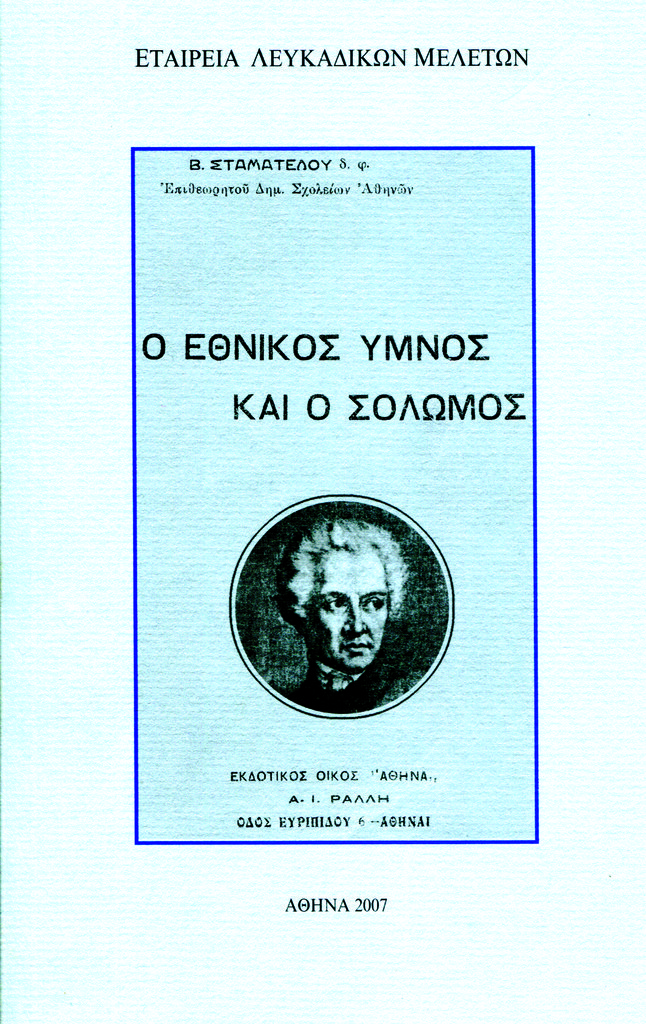 ΕΤΑΙΡΕΙΑ ΛΕΥΚΑΔΙΚΩΝ ΜΕΛΕΤΩΝ
Β. ΣΤΑΜΑΤΕΛΟΥ δ. φ.
Ἐπιθεωρητοῦ Δημ. Σχολείων Ἀθηνῶν
Ο ΕΘΝΙΚΟΣ ΥΜΝΟΣ
ΚΑΙ Ο ΣΟΛΩΜΟΣ
ΕΚΔΟΤΙΚΟΣ ΟΙΚΟΣ "ΑΘΗΝΑ„
Α. Ι. ΡΑΛΛΗ
ΟΔΟΣ ΕΥΡΙΠΙΔΟΥ 6 —ΑΘΗΝΑΙ
ΑΘΗΝΑ 2007